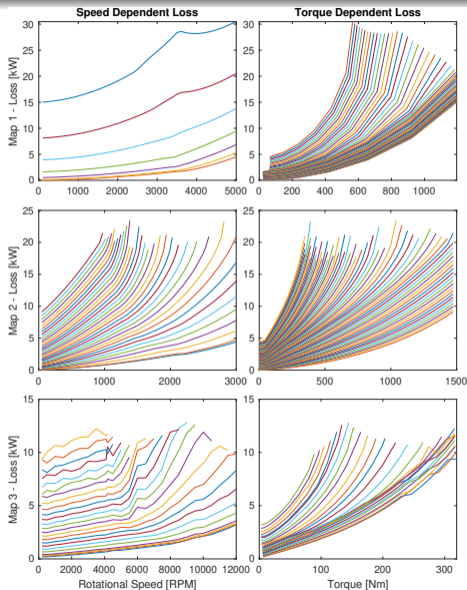 Speed Dependent Loss
Torque Dependent Loss
Map 1 - Loss [kW]
30
25
20
15
10
5
0
0 1000 2000 3000 4000 5000
30
25
20
15
10
5
0
200 400 600 800 1000
Map 2 - Loss [kW]
25
20
15
10
5
0
0 1000 2000 3000
25
20
15
10
5
0
0 500 1000 1500
Map 3 - Loss [kW]
15
10
5
0
0 2000 4000 6000 8000 10000 12000
Rotational Speed [RPM]
15
10
5
0
0 100 200 300
Torque [Nm]